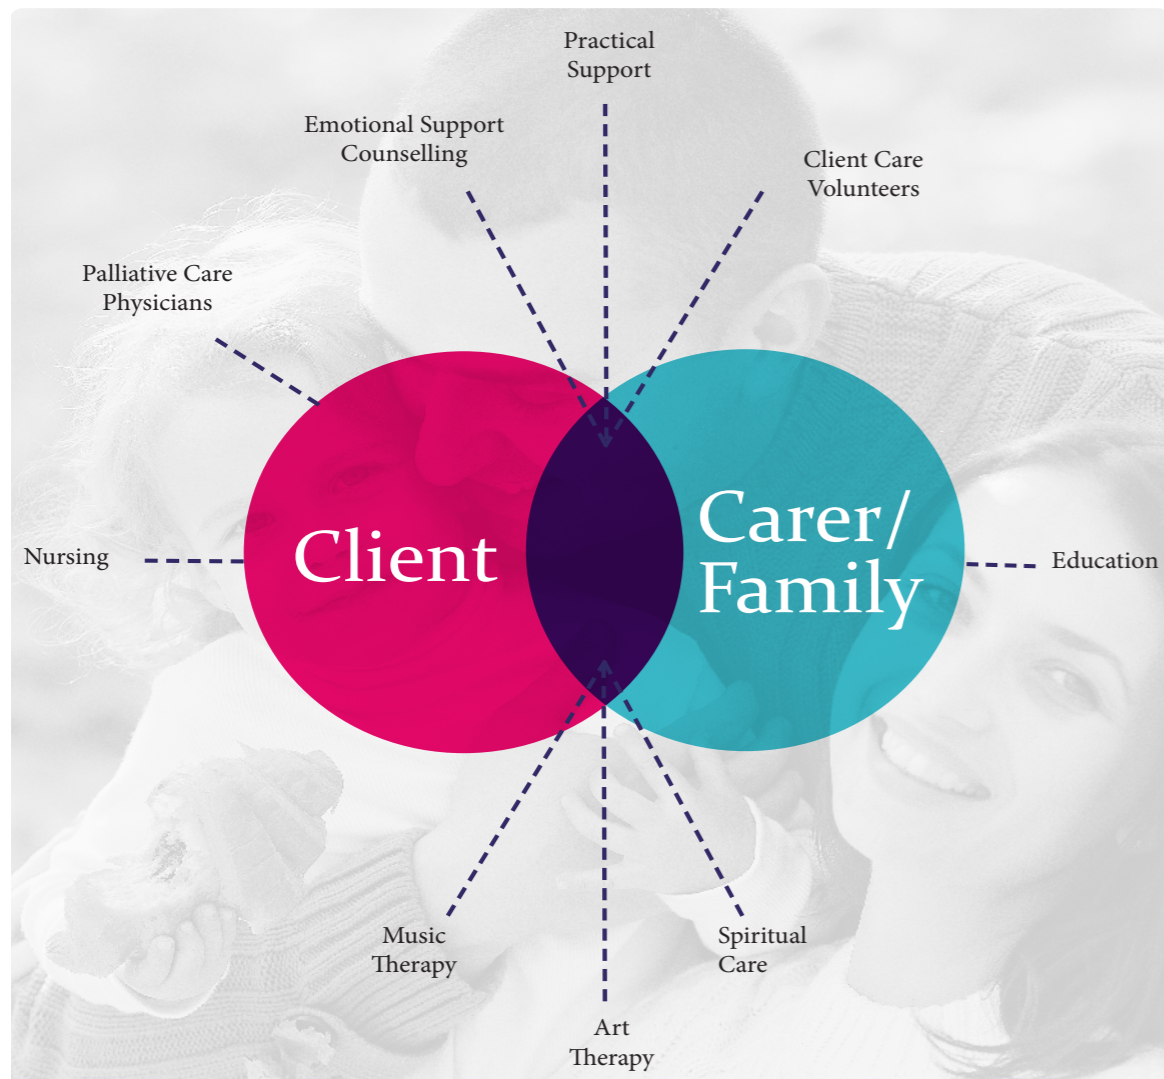 Practical
Support
Emotional Support
Counselling
Client Care
Volunteers
Palliative Care
Physicians
Client
Carer/
Family
Nursing
Education
Music
Therapy
Spiritual
Care
Art
Therapy